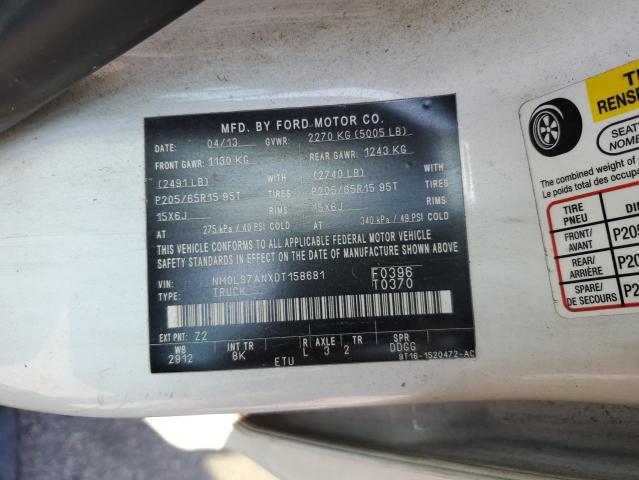 MFD. BY FORD MOTOR CO.
DATE: 04/13 GVWR: 2270 KG (5005 LB)
FRONT GAWR: 1130 KG REAR GAWR: 1243 KG
(2491 LB) WITH (2740 LB) WITH
P205/65R15 95T TIRES P205/65R15 95T TIRES
15X6J RIMS 15X6J RIMS
AT 275 kPa / 40 PSI COLD AT 340 kPa / 49 PSI COLD
THIS VEHICLE CONFORMS TO ALL APPLICABLE FEDERAL MOTOR VEHICLE
SAFETY STANDARDS IN EFFECT ON THE DATE OF MANUFACTURE SHOWN ABOVE
VIN: NM0LS7ANXDT158681 F0396
TYPE: TRUCK T0370
EXT PNT: Z2
WB INT TR R AXLE TR SPR
2912 8K ETU L 3 2 DDGG
9T16-1520472-AC
RENSE
SEAT
NOMB
The combined weight of
Le poids total des occupa
TIRE
PNEU
FRONT/
AVANT P205
REAR/
ARRIÈRE P20
SPARE/
DE SECOURS P2